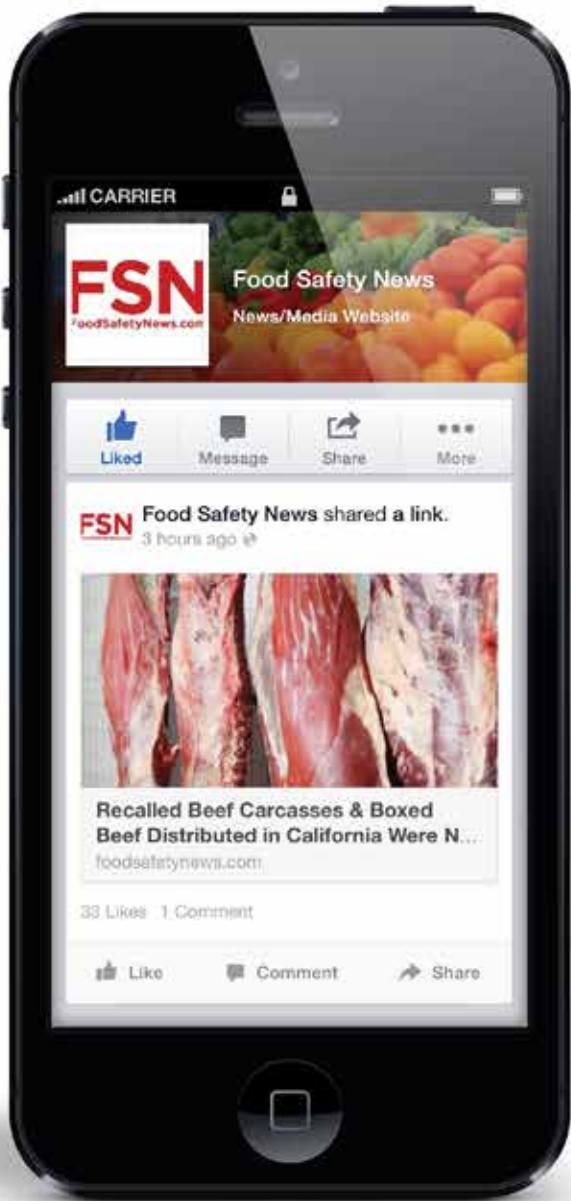 CARRIER
FSN
FoodSafetyNews.com
Food Safety News
News/Media Website
Liked
Message
Share
More
FSN
Food Safety News shared a link.
3 hours ago
Recalled Beef Carcasses & Boxed
Beef Distributed in California Were N...
foodsafetynews.com
33 Likes 1 Comment
Like
Comment
Share